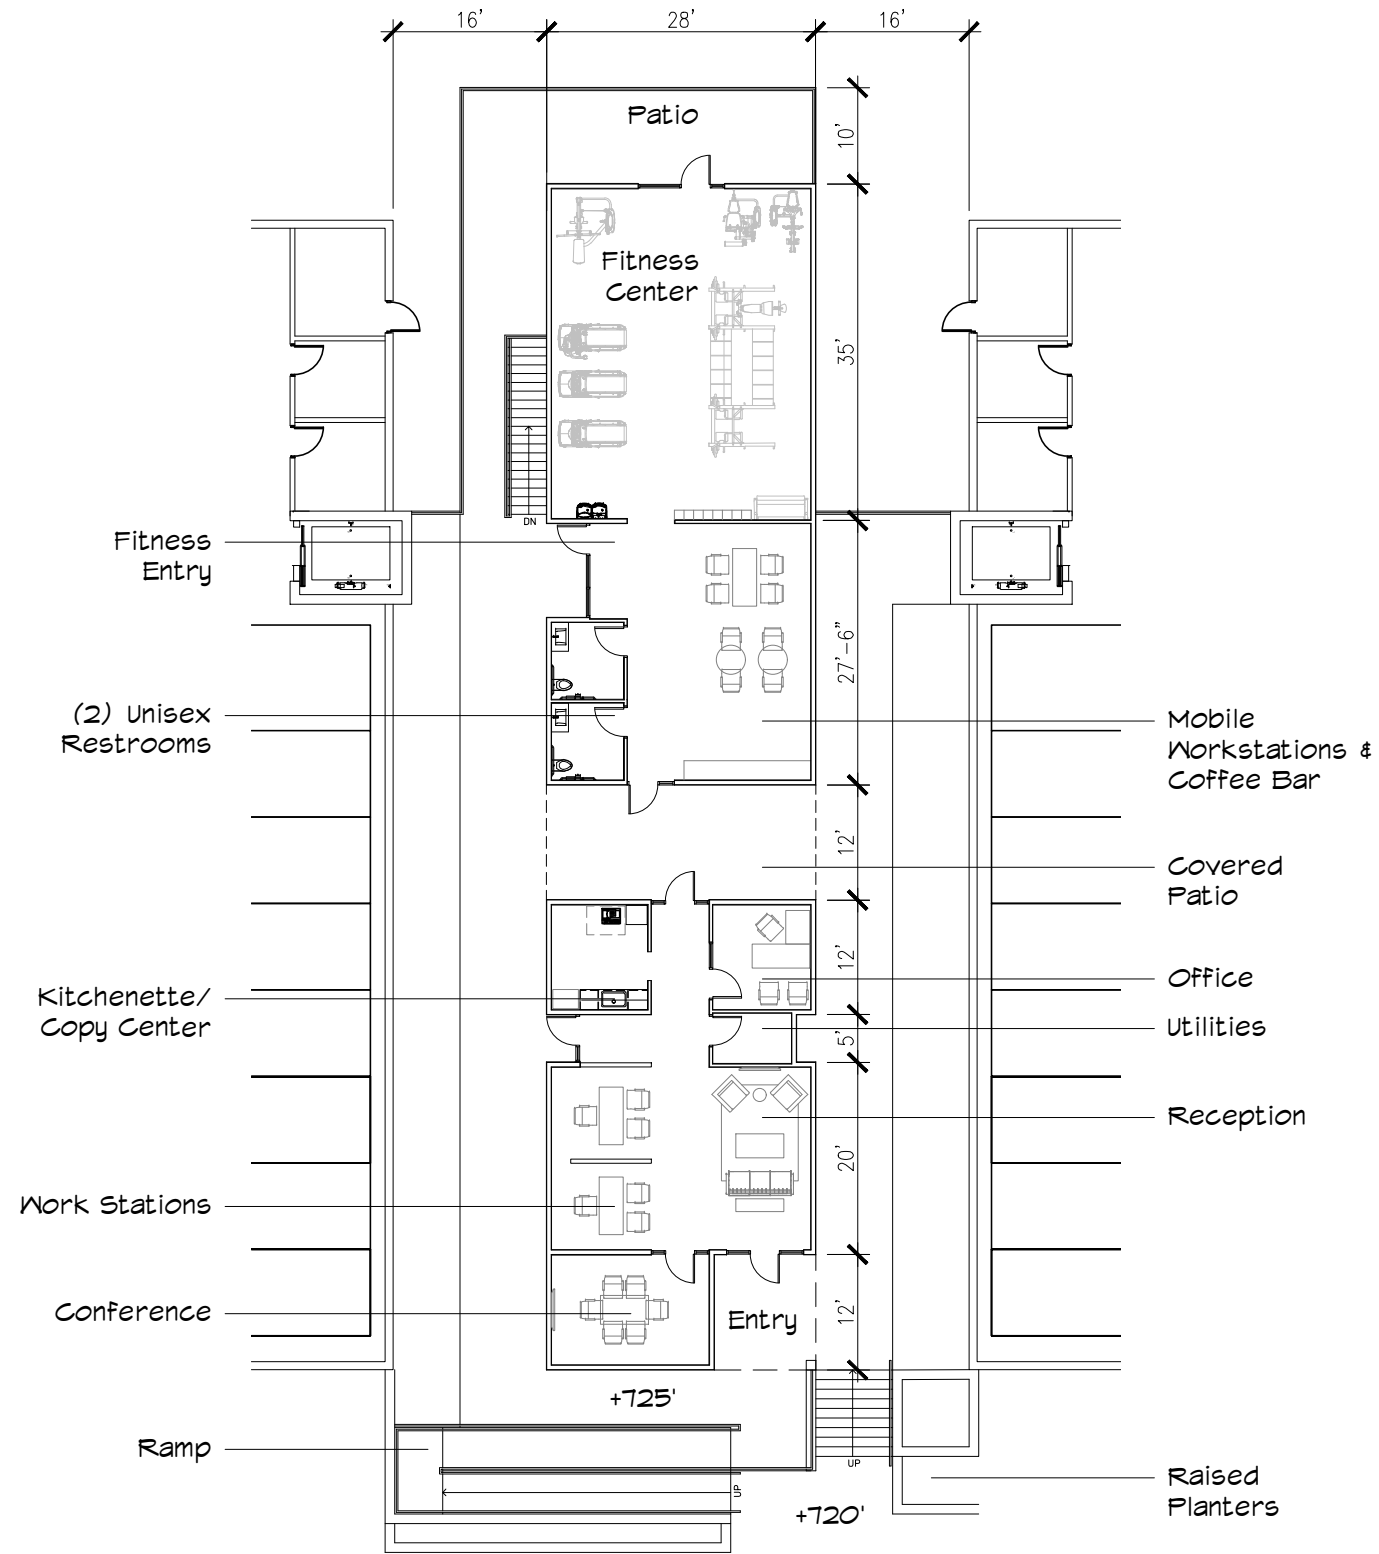 16'
28'
16'
Patio
10'
Fitness
Center
35'
DN
Fitness
Entry
27'-6"
(2) Unisex
Restrooms
Mobile
Workstations &
Coffee Bar
12'
Covered
Patio
12'
Office
Kitchenette/
Copy Center
Utilities
5'
Reception
20'
Work Stations
Conference
Entry
12'
+725'
Ramp
UP
UP
Raised
Planters
+720'